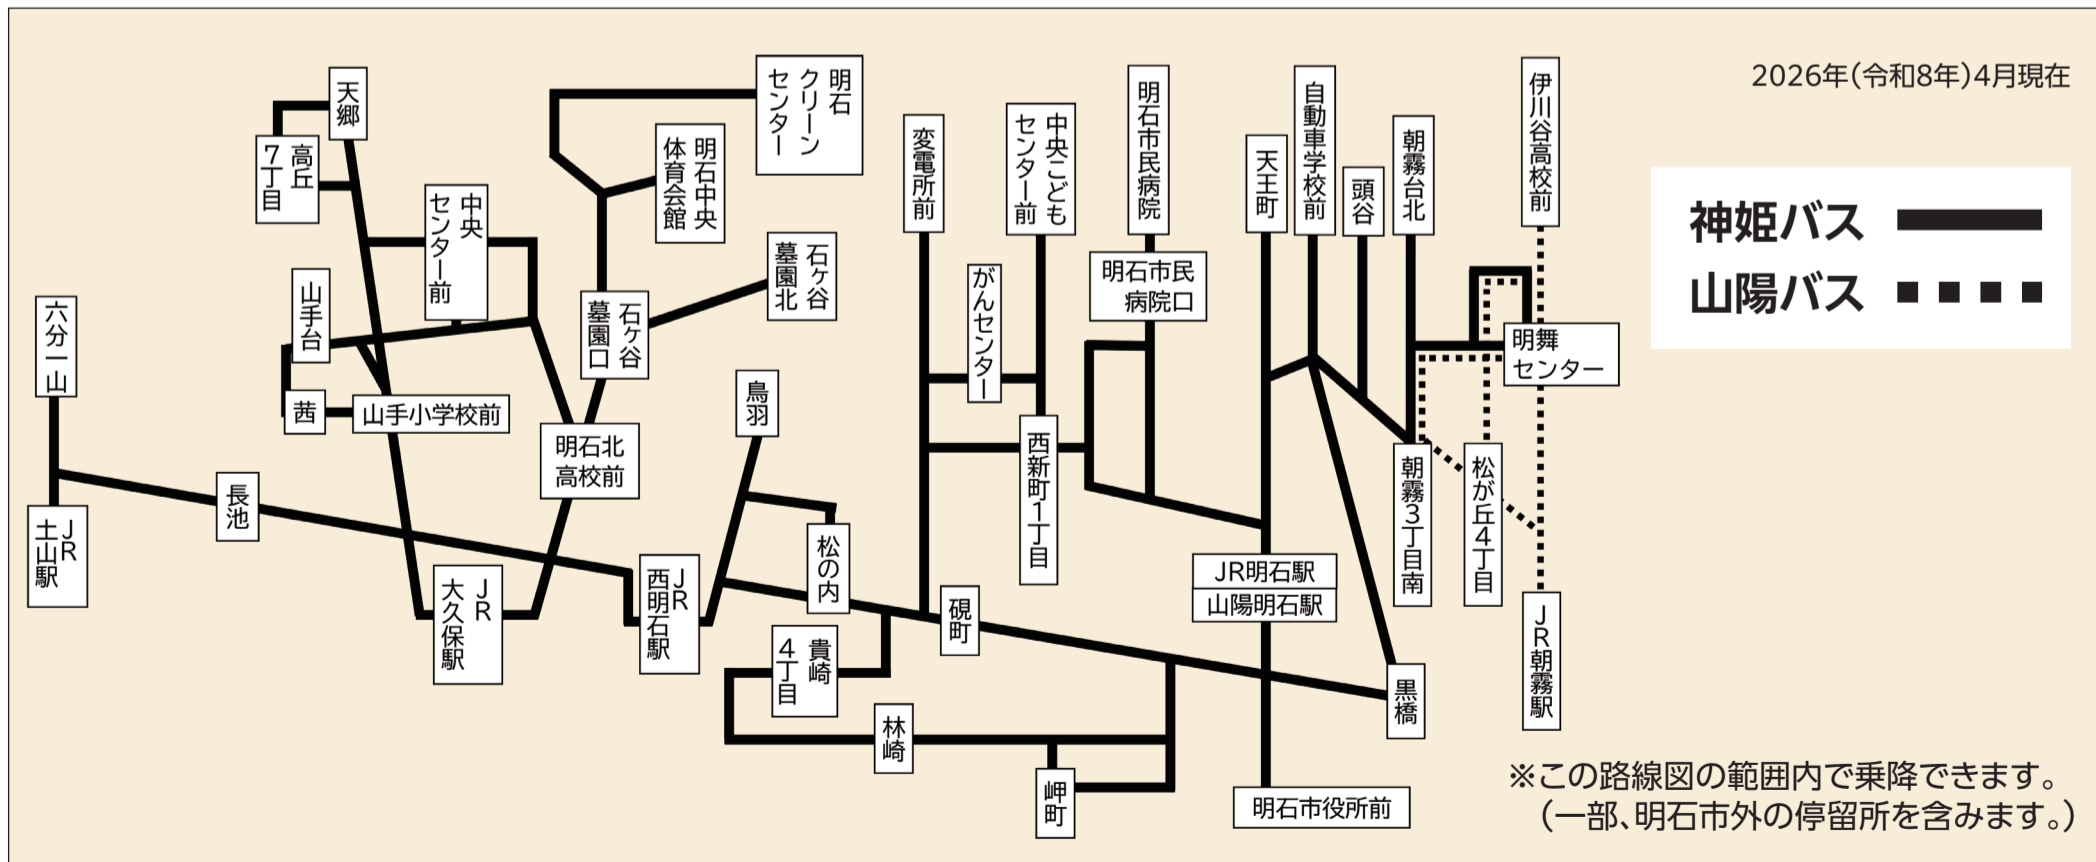 2026年(令和8年)4月現在
神姫バス
山陽バス
天郷
高丘
7丁目
中央
センター前
山手台
茜
山手小学校前
六分一山
JR
土山駅
長池
明石
クリーン
センター
明石中央
体育会館
石ヶ谷
墓園北
石ヶ谷
墓園口
明石北
高校前
JR
大久保駅
鳥羽
松の内
JR
西明石駅
貴崎
4丁目
林崎
岬町
硯町
変電所前
がんセンター
中央こども
センター前
西新町1丁目
明石市民病院
明石市民
病院口
天王町
自動車学校前
頭谷
朝霧台北
伊川谷高校前
明舞
センター
朝霧3丁目南
松が丘4丁目
JR朝霧駅
JR明石駅
山陽明石駅
黒橋
明石市役所前
※この路線図の範囲内で乗降できます。
(一部、明石市外の停留所を含みます。)